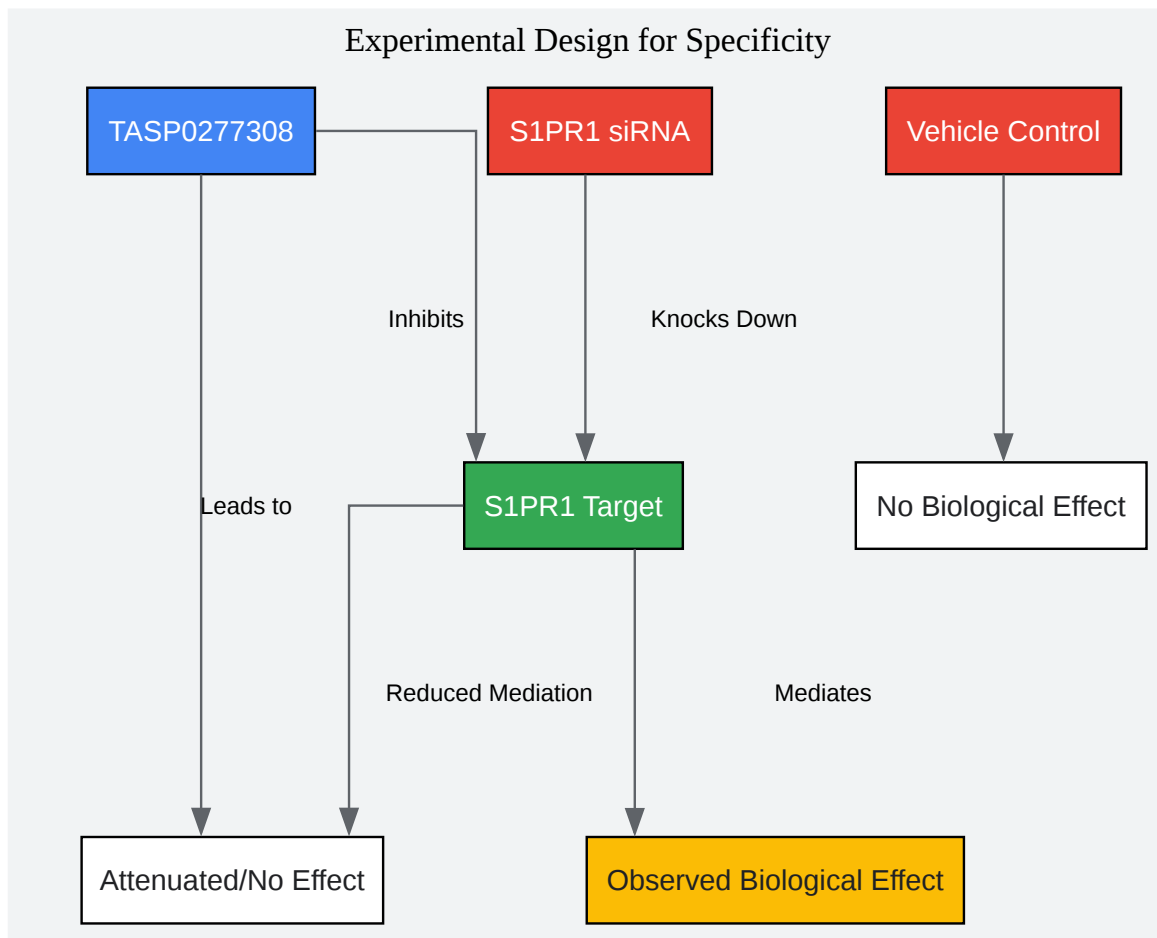 Experimental Design for Specificity
TASP0277308
S1PR1 siRNA
Vehicle Control
Inhibits
Knocks Down
Leads to
S1PR1 Target
No Biological Effect
Reduced Mediation
Mediates
Attenuated/No Effect
Observed Biological Effect